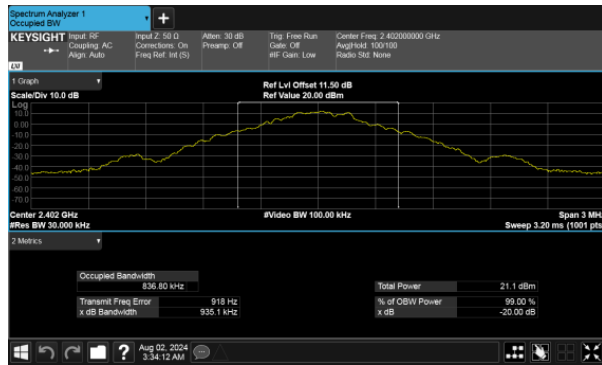 Spectrum Analyzer 1
Occupied BW
+
KEYSIGHT Input: RF Input Z: 50 Ω Atten: 30 dB Trig: Free Run Center Freq: 2.402000000 GHz
Coupling: AC Corrections: On Preamp: Off Gate: Off Avg|Hold: 100/100
Align: Auto Freq Ref: Int (S) #IF Gain: Low Radio Std: None
LXI
1 Graph
Ref Lvl Offset 11.50 dB
Scale/Div 10.0 dB Ref Value 20.00 dBm
Log
10.0
0.00
-10.0
-20.0
-30.0
-40.0
-50.0
-60.0
-70.0
Center 2.402 GHz #Video BW 100.00 kHz Span 3 MHz
#Res BW 30.000 kHz Sweep 3.20 ms (1001 pts
2 Metrics
Occupied Bandwidth
836.80 kHz Total Power 21.1 dBm
Transmit Freq Error 918 Hz % of OBW Power 99.00 %
x dB Bandwidth 935.1 kHz x dB -20.00 dB
? Aug 02, 2024
3:34:12 AM